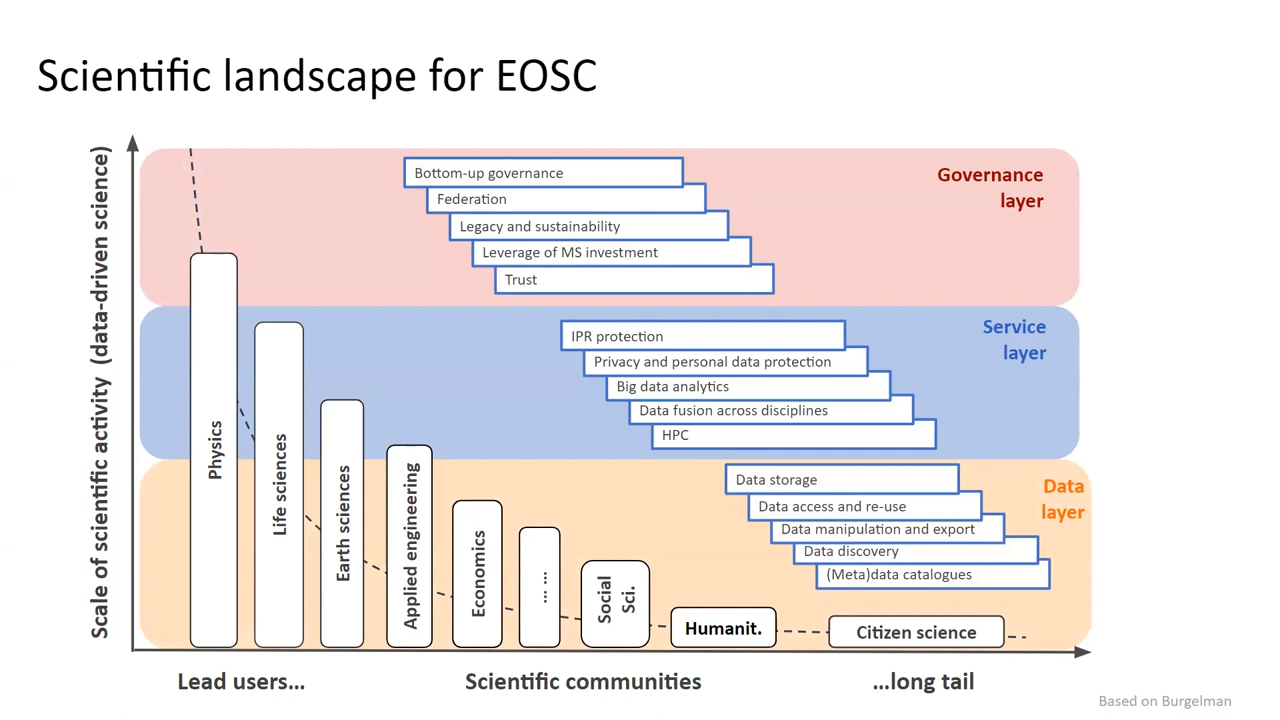 Scientific landscape for EOSC
Scale of scientific activity (data-driven science)
Governance
layer
Bottom-up governance
Federation
Legacy and sustainability
Leverage of MS investment
Trust
Service
layer
IPR protection
Privacy and personal data protection
Big data analytics
Data fusion across disciplines
HPC
Data
layer
Data storage
Data access and re-use
Data manipulation and export
Data discovery
(Meta)data catalogues
Physics
Life sciences
Earth sciences
Applied engineering
Economics
... ...
Social
Sci.
Humanit.
Citizen science
Lead users...
Scientific communities
...long tail
Based on Burgelman